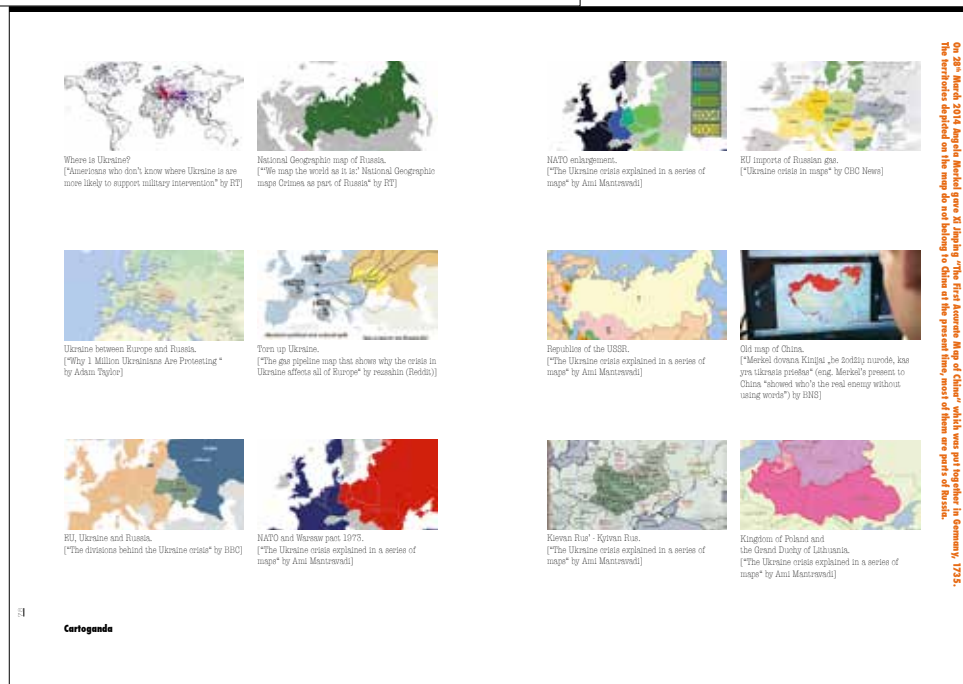 Where is Ukraine?
["Americans who don't know where Ukraine is are
more likely to support military intervention" by RT]
National Geographic map of Russia.
["'We map the world as it is:' National Geographic
maps Crimea as part of Russia" by RT]
NATO enlargement.
["The Ukraine crisis explained in a series of
maps" by Ami Mantravadi]
EU imports of Russian gas.
["Ukraine crisis in maps" by CBC News]
Ukraine between Europe and Russia.
["Why 1 Million Ukrainians Are Protesting "
by Adam Taylor]
Torn up Ukraine.
["The gas pipeline map that shows why the crisis in
Ukraine affects all of Europe" by (Reddit)]
Republics of the USSR.
["The Ukraine crisis explained in a series of
maps" by Ami Mantravadi]
Old map of China.
["Merkel dovana Kinijai „be žodžių nurodė, kas
yra tikrasis priešas“ (eng. Merkel's present to
China "showed who's the real enemy without
using words") by BNS]
EU, Ukraine and Russia.
["The divisions behind the Ukraine crisis" by BBC]
NATO and Warsaw pact 1973.
["The Ukraine crisis explained in a series of
maps" by Ami Mantravadi]
Kievan Rus' - Kyivan Rus.
["The Ukraine crisis explained in a series of
maps" by Ami Mantravadi]
Kingdom of Poland and
the Grand Duchy of Lithuania.
["The Ukraine crisis explained in a series of
maps" by Ami Mantravadi]
On 28th March 2014 Angela Merkel gave Xi Jinping "The First Accurate Map of China" which was put together in Germany, 1735.
The territories depicted on the map do not belong to China at the present time, most of them are parts of Russia.
Cartoganda